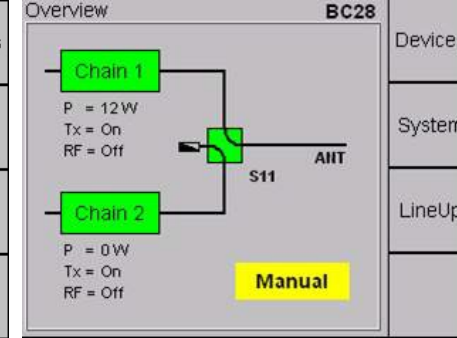 Overview BC28
Device
Chain 1
P = 12 W
Tx = On
RF = Off
System
ANT
S11
Chain 2
LineUp
P = 0 W
Tx = On
RF = Off
Manual